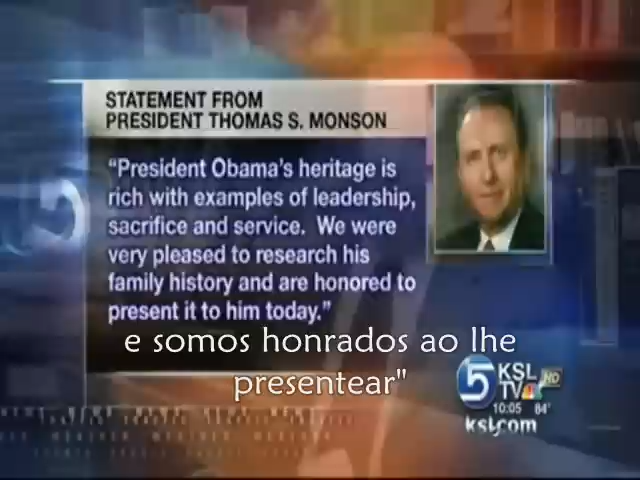 STATEMENT FROM
PRESIDENT THOMAS S. MONSON
"President Obama's heritage is
rich with examples of leadership,
sacrifice and service. We were
very pleased to research his
family history and are honored to
present it to him today."
e somos honrados ao lhe
presentear"
5 KSL
TV HD
10:05 84°
ksl.com